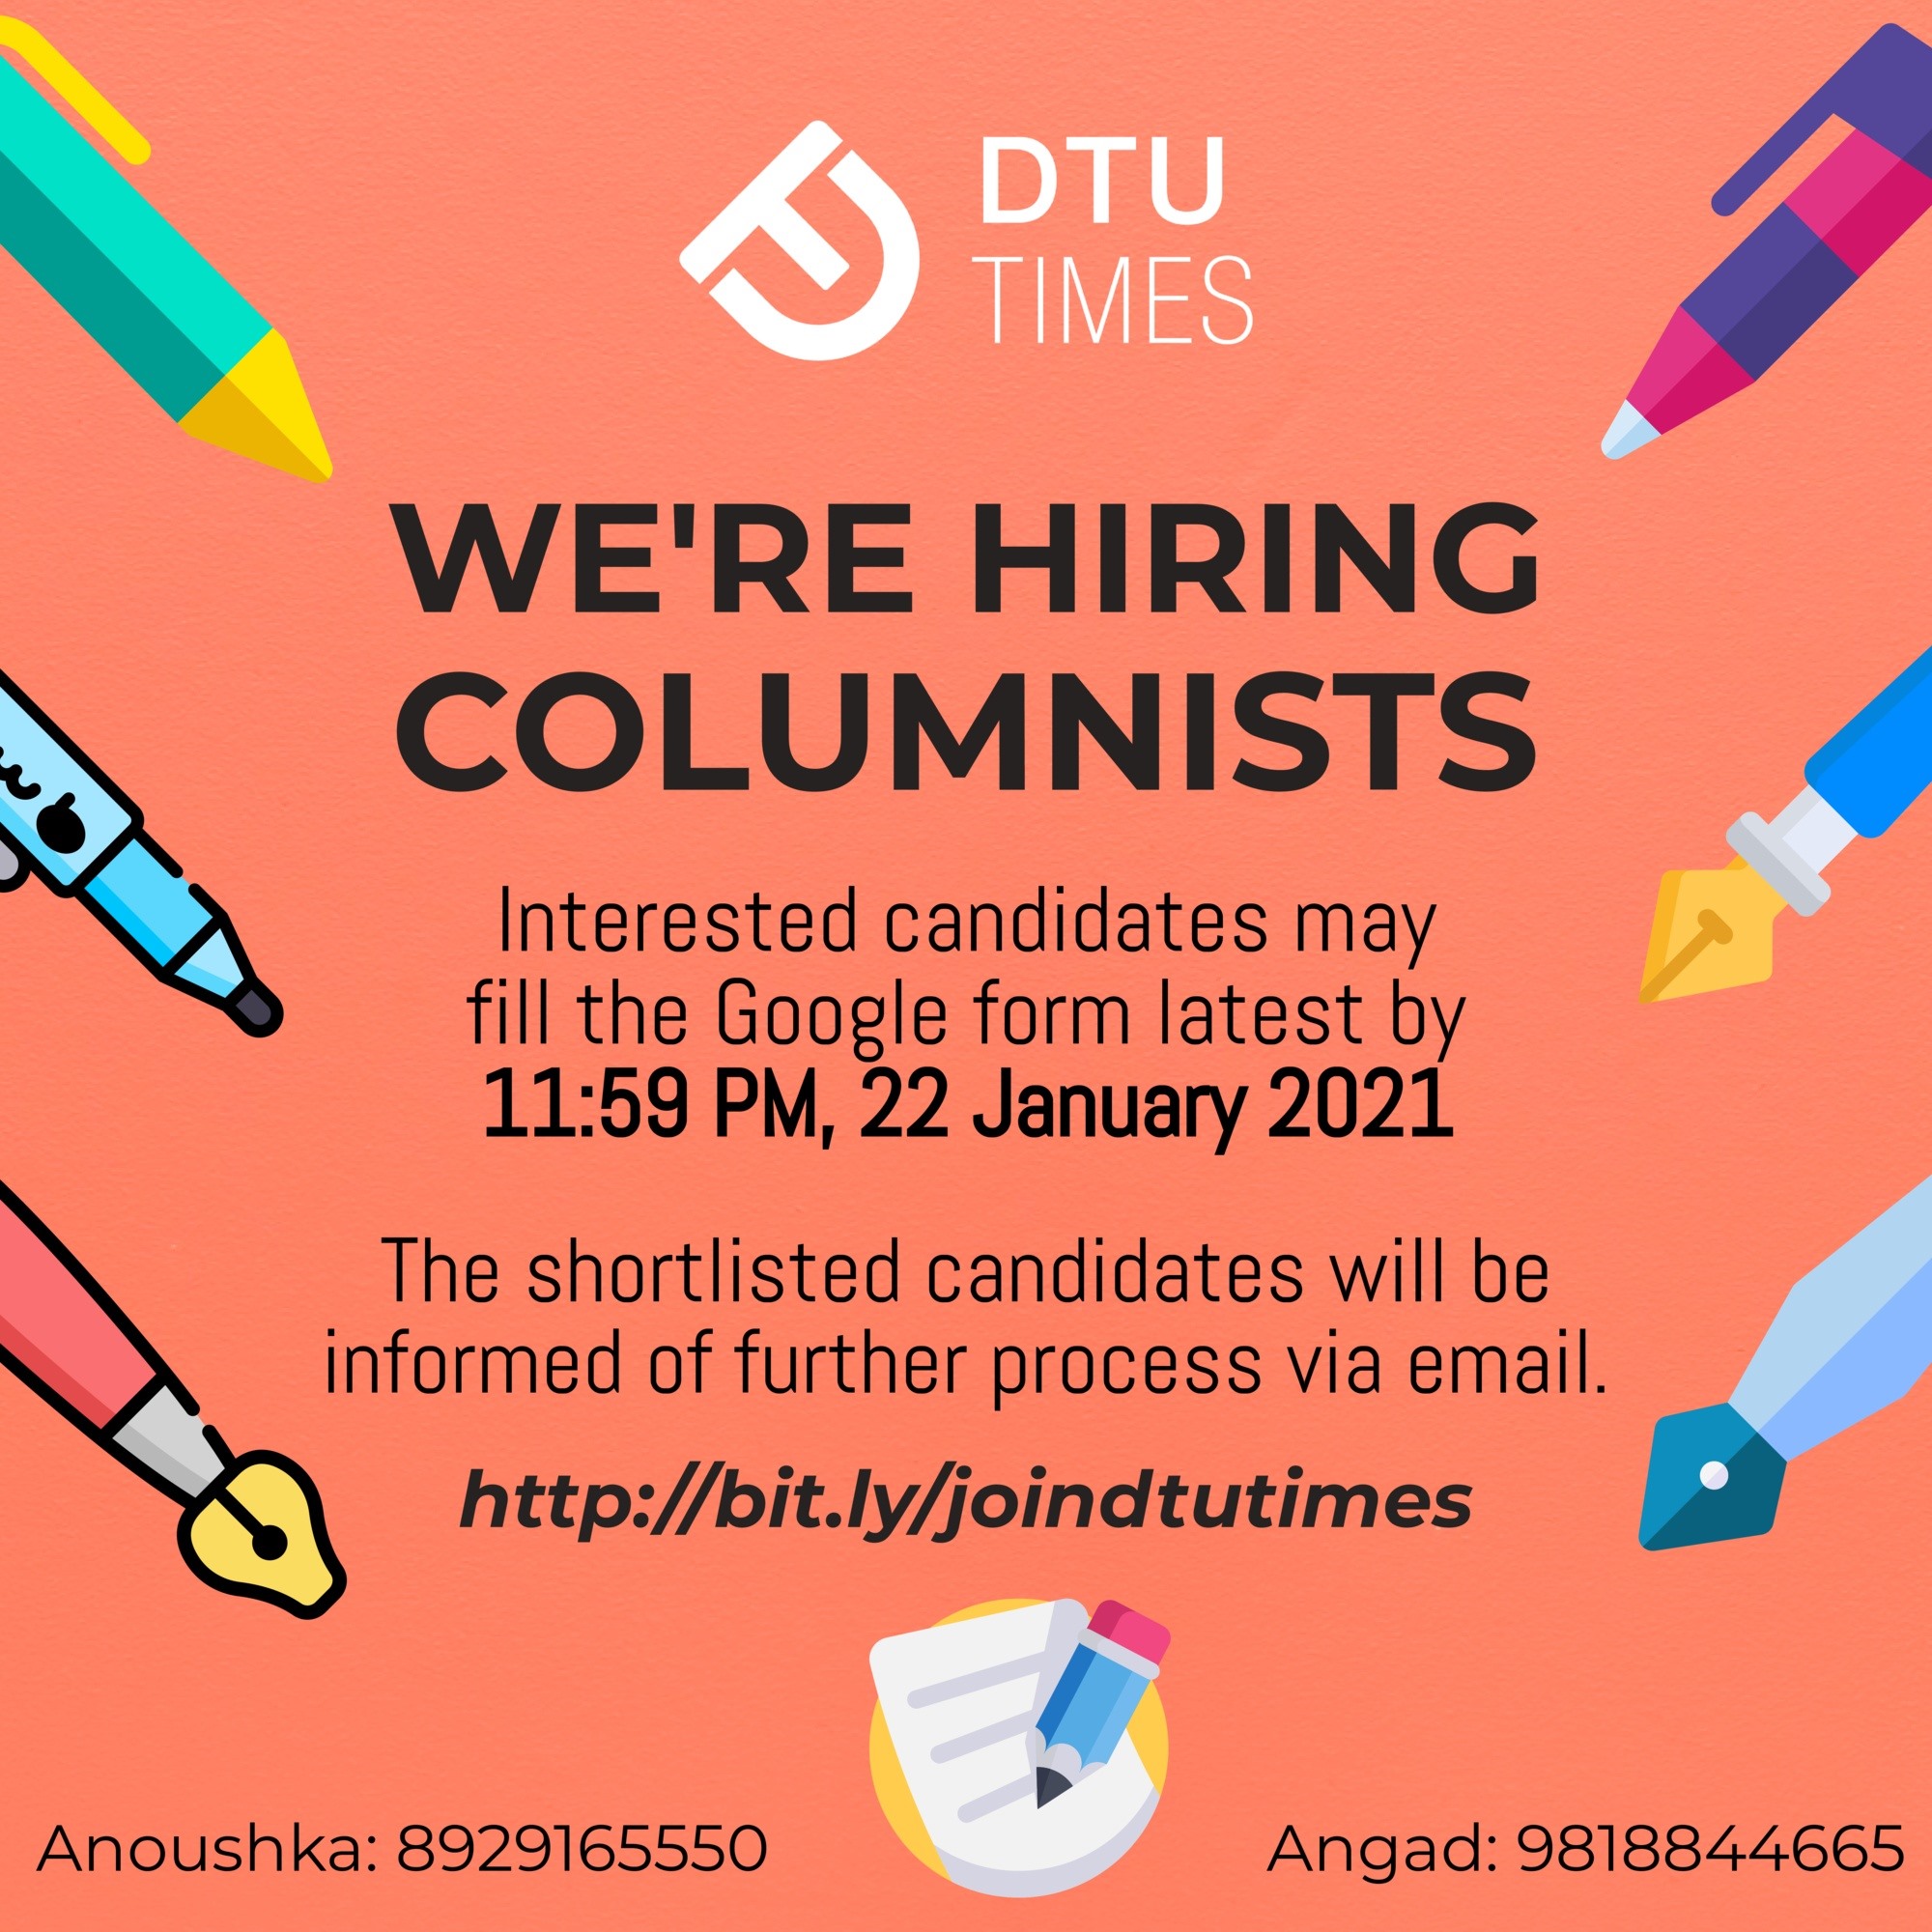 DTU
TIMES
WE'RE HIRING
COLUMNISTS
Interested candidates may
fill the Google form latest by
11:59 PM, 22 January 2021
The shortlisted candidates will be
informed of further process via email.
http://bit.ly/joindtutimes
Anoushka: 8929165550
Angad: 9818844665